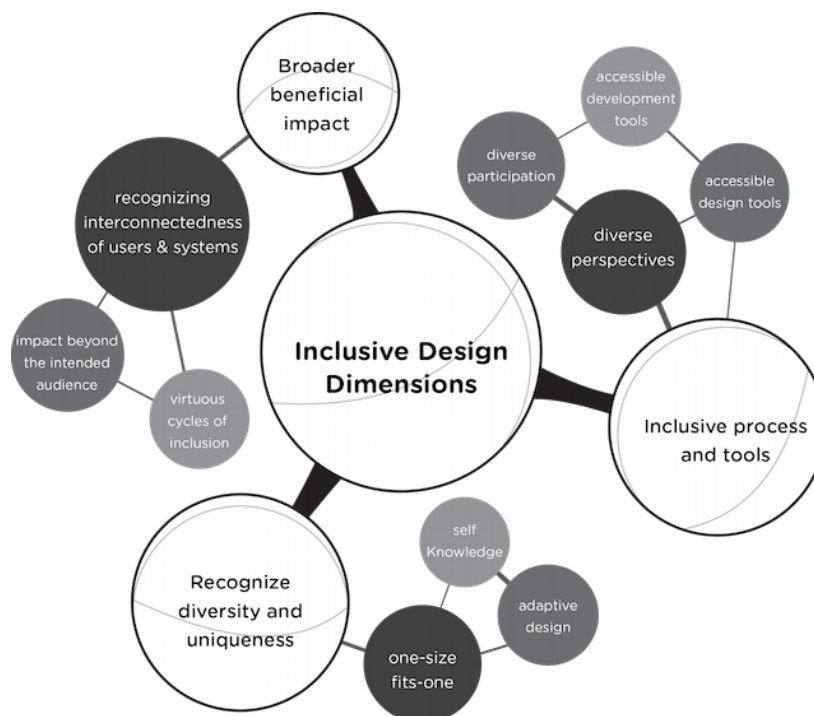 Broader
beneficial
impact
recognizing
interconnectedness
of users & systems
impact beyond
the intended
audience
virtuous
cycles of
inclusion
accessible
development
tools
diverse
participation
accessible
design tools
diverse
perspectives
Inclusive Design
Dimensions
Inclusive process
and tools
Recognize
diversity and
uniqueness
self
Knowledge
adaptive
design
one-size
fits-one